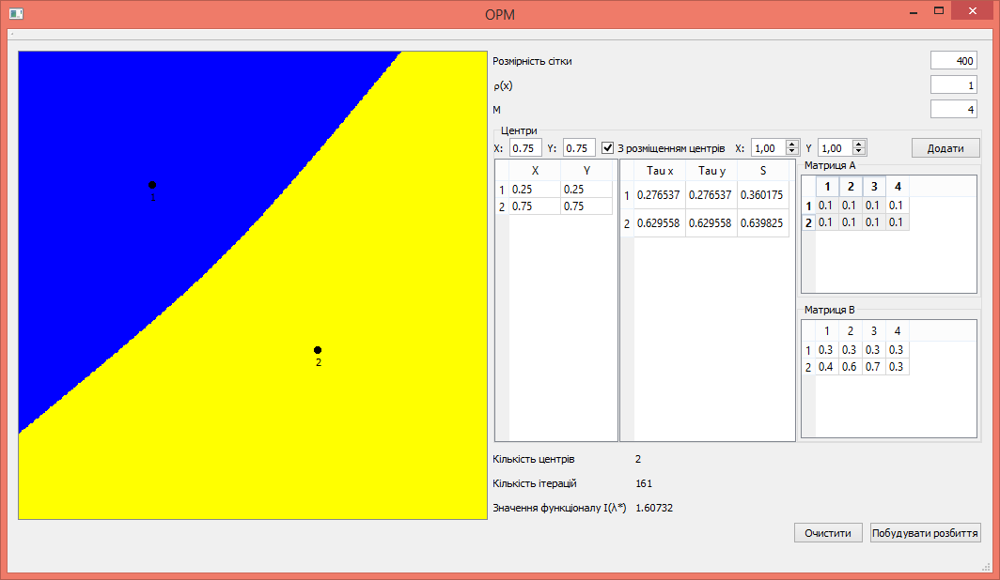 OPM
Розмірність сітки 400
ρ(x) 1
M 4
Центри
X: 0.75 Y: 0.75 З розміщенням центрів X: 1,00 Y 1,00 Додати
X Y
1 0.25 0.25
2 0.75 0.75
Tau x Tau y S
1 0.276537 0.276537 0.360175
2 0.629558 0.629558 0.639825
Матриця A
1 2 3 4
1 0.1 0.1 0.1 0.1
2 0.1 0.1 0.1 0.1
Матриця B
1 2 3 4
1 0.3 0.3 0.3 0.3
2 0.4 0.6 0.7 0.3
1
2
Кількість центрів 2
Кількість ітерацій 161
Значення функціоналу I(λ*) 1.60732
Очистити Побудувати розбиття